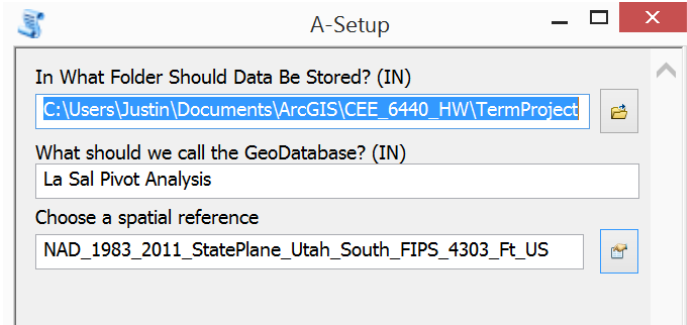 A-Setup
In What Folder Should Data Be Stored? (IN)
C:\Users\Justin\Documents\ArcGIS\CEE_6440_HW\TermProject
What should we call the GeoDatabase? (IN)
La Sal Pivot Analysis
Choose a spatial reference
NAD_1983_2011_StatePlane_Utah_South_FIPS_4303_Ft_US